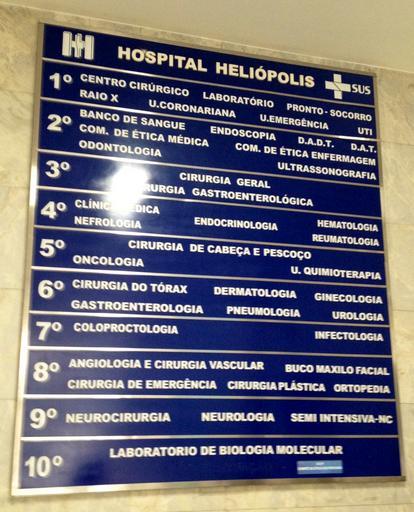 HOSPITAL HELIÓPOLIS SUS
1º CENTRO CIRÚRGICO LABORATÓRIO PRONTO-SOCORRO
RAIO X U.CORONARIANA U.EMERGÊNCIA UTI
2º BANCO DE SANGUE ENDOSCOPIA D.A.D.T. D.A.T.
COM. DE ÉTICA MÉDICA COM. DE ÉTICA ENFERMAGEM
ODONTOLOGIA ULTRASSONOGRAFIA
3º CIRURGIA GERAL
CIRURGIA GASTROENTEROLÓGICA
4º CLÍNICA MÉDICA ENDOCRINOLOGIA HEMATOLOGIA
NEFROLOGIA REUMATOLOGIA
5º CIRURGIA DE CABEÇA E PESCOÇO
ONCOLOGIA U. QUIMIOTERAPIA
6º CIRURGIA DO TÓRAX DERMATOLOGIA GINECOLOGIA
GASTROENTEROLOGIA PNEUMOLOGIA UROLOGIA
7º COLOPROCTOLOGIA INFECTOLOGIA
8º ANGIOLOGIA E CIRURGIA VASCULAR BUCO MAXILO FACIAL
CIRURGIA DE EMERGÊNCIA CIRURGIA PLÁSTICA ORTOPEDIA
9º NEUROCIRURGIA NEUROLOGIA SEMI INTENSIVA-NC
10º LABORATORIO DE BIOLOGIA MOLECULAR